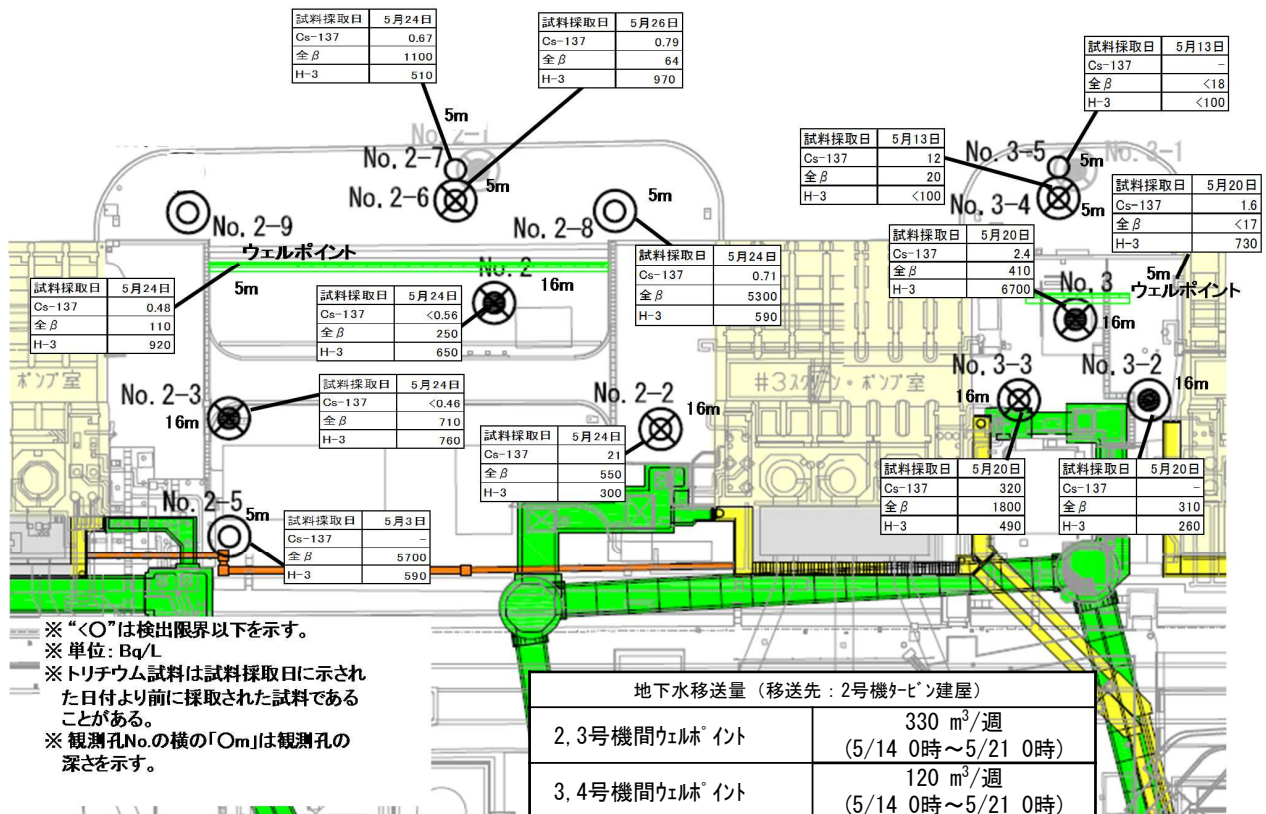 試料採取日 5月24日
Cs-137 0.67
全β 1100
H-3 510
試料採取日 5月26日
Cs-137 0.79
全β 64
H-3 970
試料採取日 5月13日
Cs-137 -
全β <18
H-3 <100
試料採取日 5月13日
Cs-137 12
全β 20
H-3 <100
試料採取日 5月20日
Cs-137 1.6
全β <17
H-3 730
5m
No. 2-1
No. 2-7
No. 2-6 5m
No. 3-5 5m
No. 3-1
No. 3-4 5m
No. 2-9
No. 2-8 5m
ウェルポイント
5m
No. 2
16m
試料採取日 5月24日
Cs-137 0.48
全β 110
H-3 920
試料採取日 5月24日
Cs-137 <0.56
全β 250
H-3 650
試料採取日 5月24日
Cs-137 0.71
全β 5300
H-3 590
試料採取日 5月20日
Cs-137 2.4
全β 410
H-3 6700
5m
No. 3 ウェルポイント
16m
ポンプ室
#3スクリーン・ポンプ室
No. 2-3
16m
試料採取日 5月24日
Cs-137 <0.46
全β 710
H-3 760
No. 2-2
16m
試料採取日 5月24日
Cs-137 21
全β 550
H-3 300
No. 3-3
16m
No. 3-2
16m
試料採取日 5月20日
Cs-137 320
全β 1800
H-3 490
試料採取日 5月20日
Cs-137 -
全β 310
H-3 260
No. 2-5
5m
試料採取日 5月3日
Cs-137 -
全β 5700
H-3 590
※ “<○”は検出限界以下を示す。
※ 単位: Bq/L
※ トリチウム試料は試料採取日に示され
た日付より前に採取された試料である
ことがある。
※ 観測孔No.の横の「○m」は観測孔の
深さを示す。
地下水移送量 (移送先:2号機タービン建屋)
2,3号機間ウェルポイント 330 m³/週
(5/14 0時~5/21 0時)
3,4号機間ウェルポイント 120 m³/週
(5/14 0時~5/21 0時)